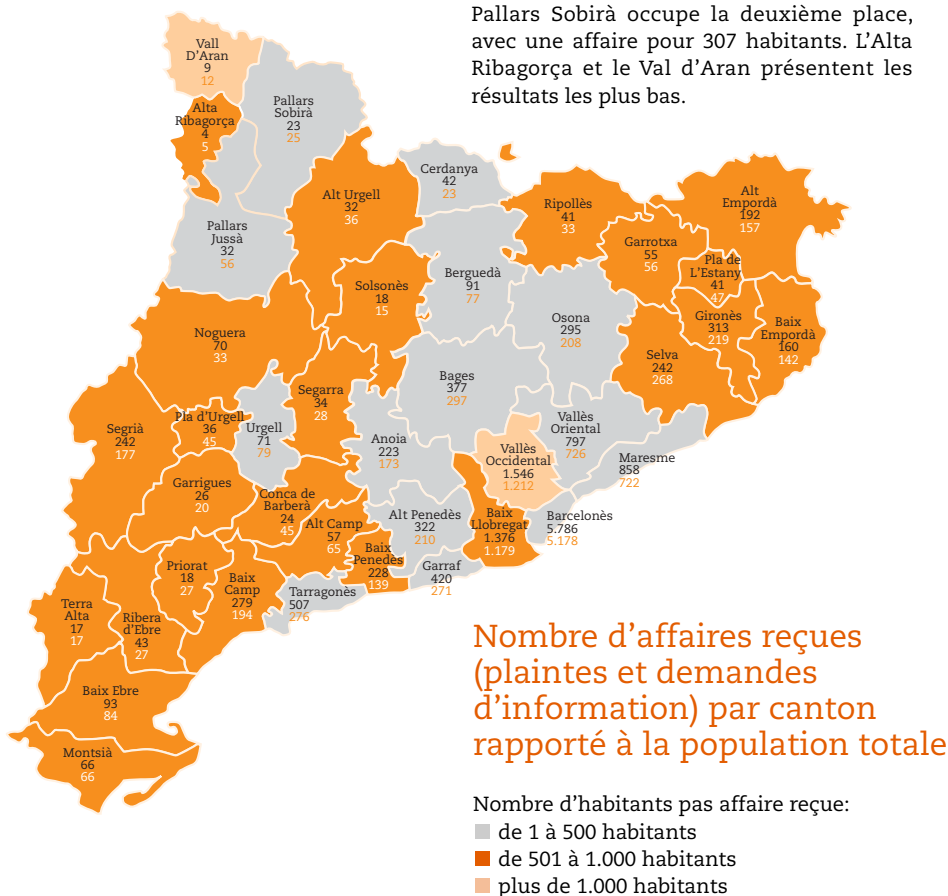 Pallars Sobirà occupe la deuxième place,
avec une affaire pour 307 habitants. L’Alta
Ribagorça et le Val d’Aran présentent les
résultats les plus bas.
Vall
D’Aran
9
12
Pallars
Sobirà
23
25
Alta
Ribagorça
4
5
Cerdanya
42
23
Alt Urgell
32
36
Ripollès
41
33
Alt
Empordà
192
157
Pallars
Jussà
32
56
Garrotxa
55
56
Pla de
L’Estany
41
47
Berguedà
91
77
Solsonès
18
15
Osona
295
208
Gironès
313
219
Baix
Empordà
160
142
Noguera
70
33
Selva
242
268
Bages
377
297
Segarra
34
28
Pla d’Urgell
36
45
Urgell
71
79
Segrià
242
177
Anoia
223
173
Vallès
Oriental
797
726
Vallès
Occidental
1.546
1.212
Maresme
858
722
Garrigues
26
20
Conca de
Barberà
24
45
Alt Camp
57
65
Alt Penedès
322
210
Baix
Llobregat
1.376
1.179
Barcelonès
5.786
5.178
Baix
Penedès
228
139
Garraf
420
271
Priorat
18
27
Baix
Camp
279
194
Tarragonès
507
276
Terra
Alta
17
17
Ribera
d’Ebre
43
27
Baix Ebre
93
84
Montsià
66
66
Nombre d’affaires reçues
(plaintes et demandes
d’information) par canton
rapporté à la population totale
Nombre d’habitants pas affaire reçue:
de 1 à 500 habitants
de 501 à 1.000 habitants
plus de 1.000 habitants